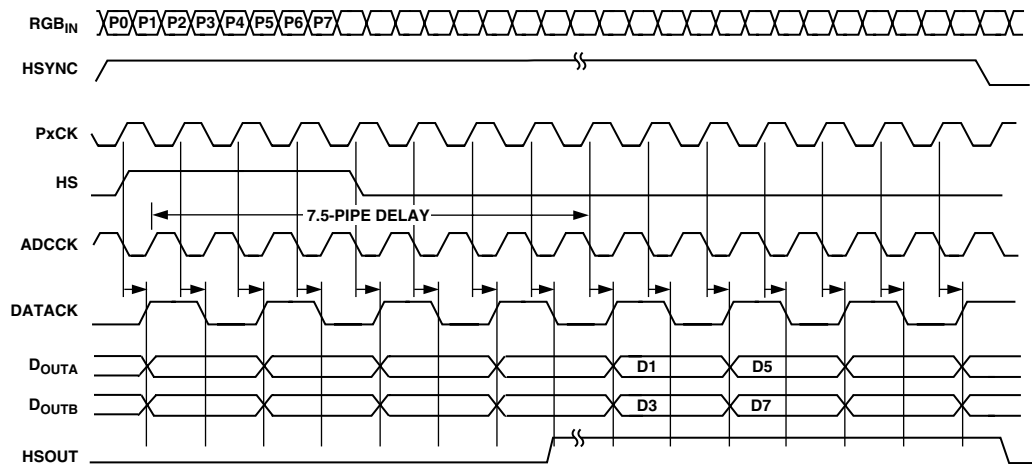 RGBIN P0 P1 P2 P3 P4 P5 P6 P7
HSYNC
PxCK
HS
7.5-PIPE DELAY
ADCCK
DATACK
DOUTA D1 D5
DOUTB D3 D7
HSOUT